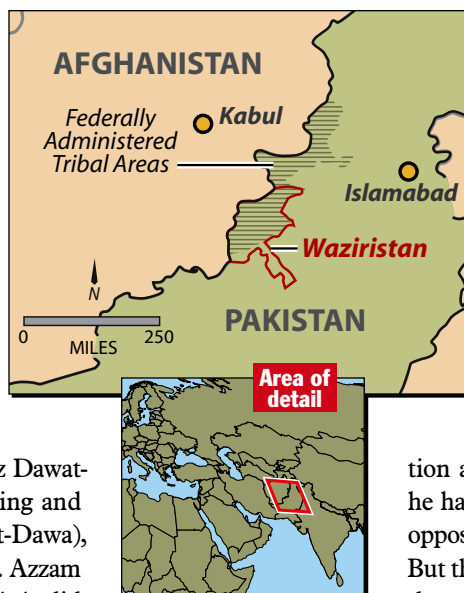 AFGHANISTAN
Federally
Administered
Tribal Areas
Kabul
Islamabad
Waziristan
N
0 250
MILES
PAKISTAN
Area of
detail
z Dawat-
ing and
t-Dawa),
. Azzam
tion a
he ha
oppos
But th